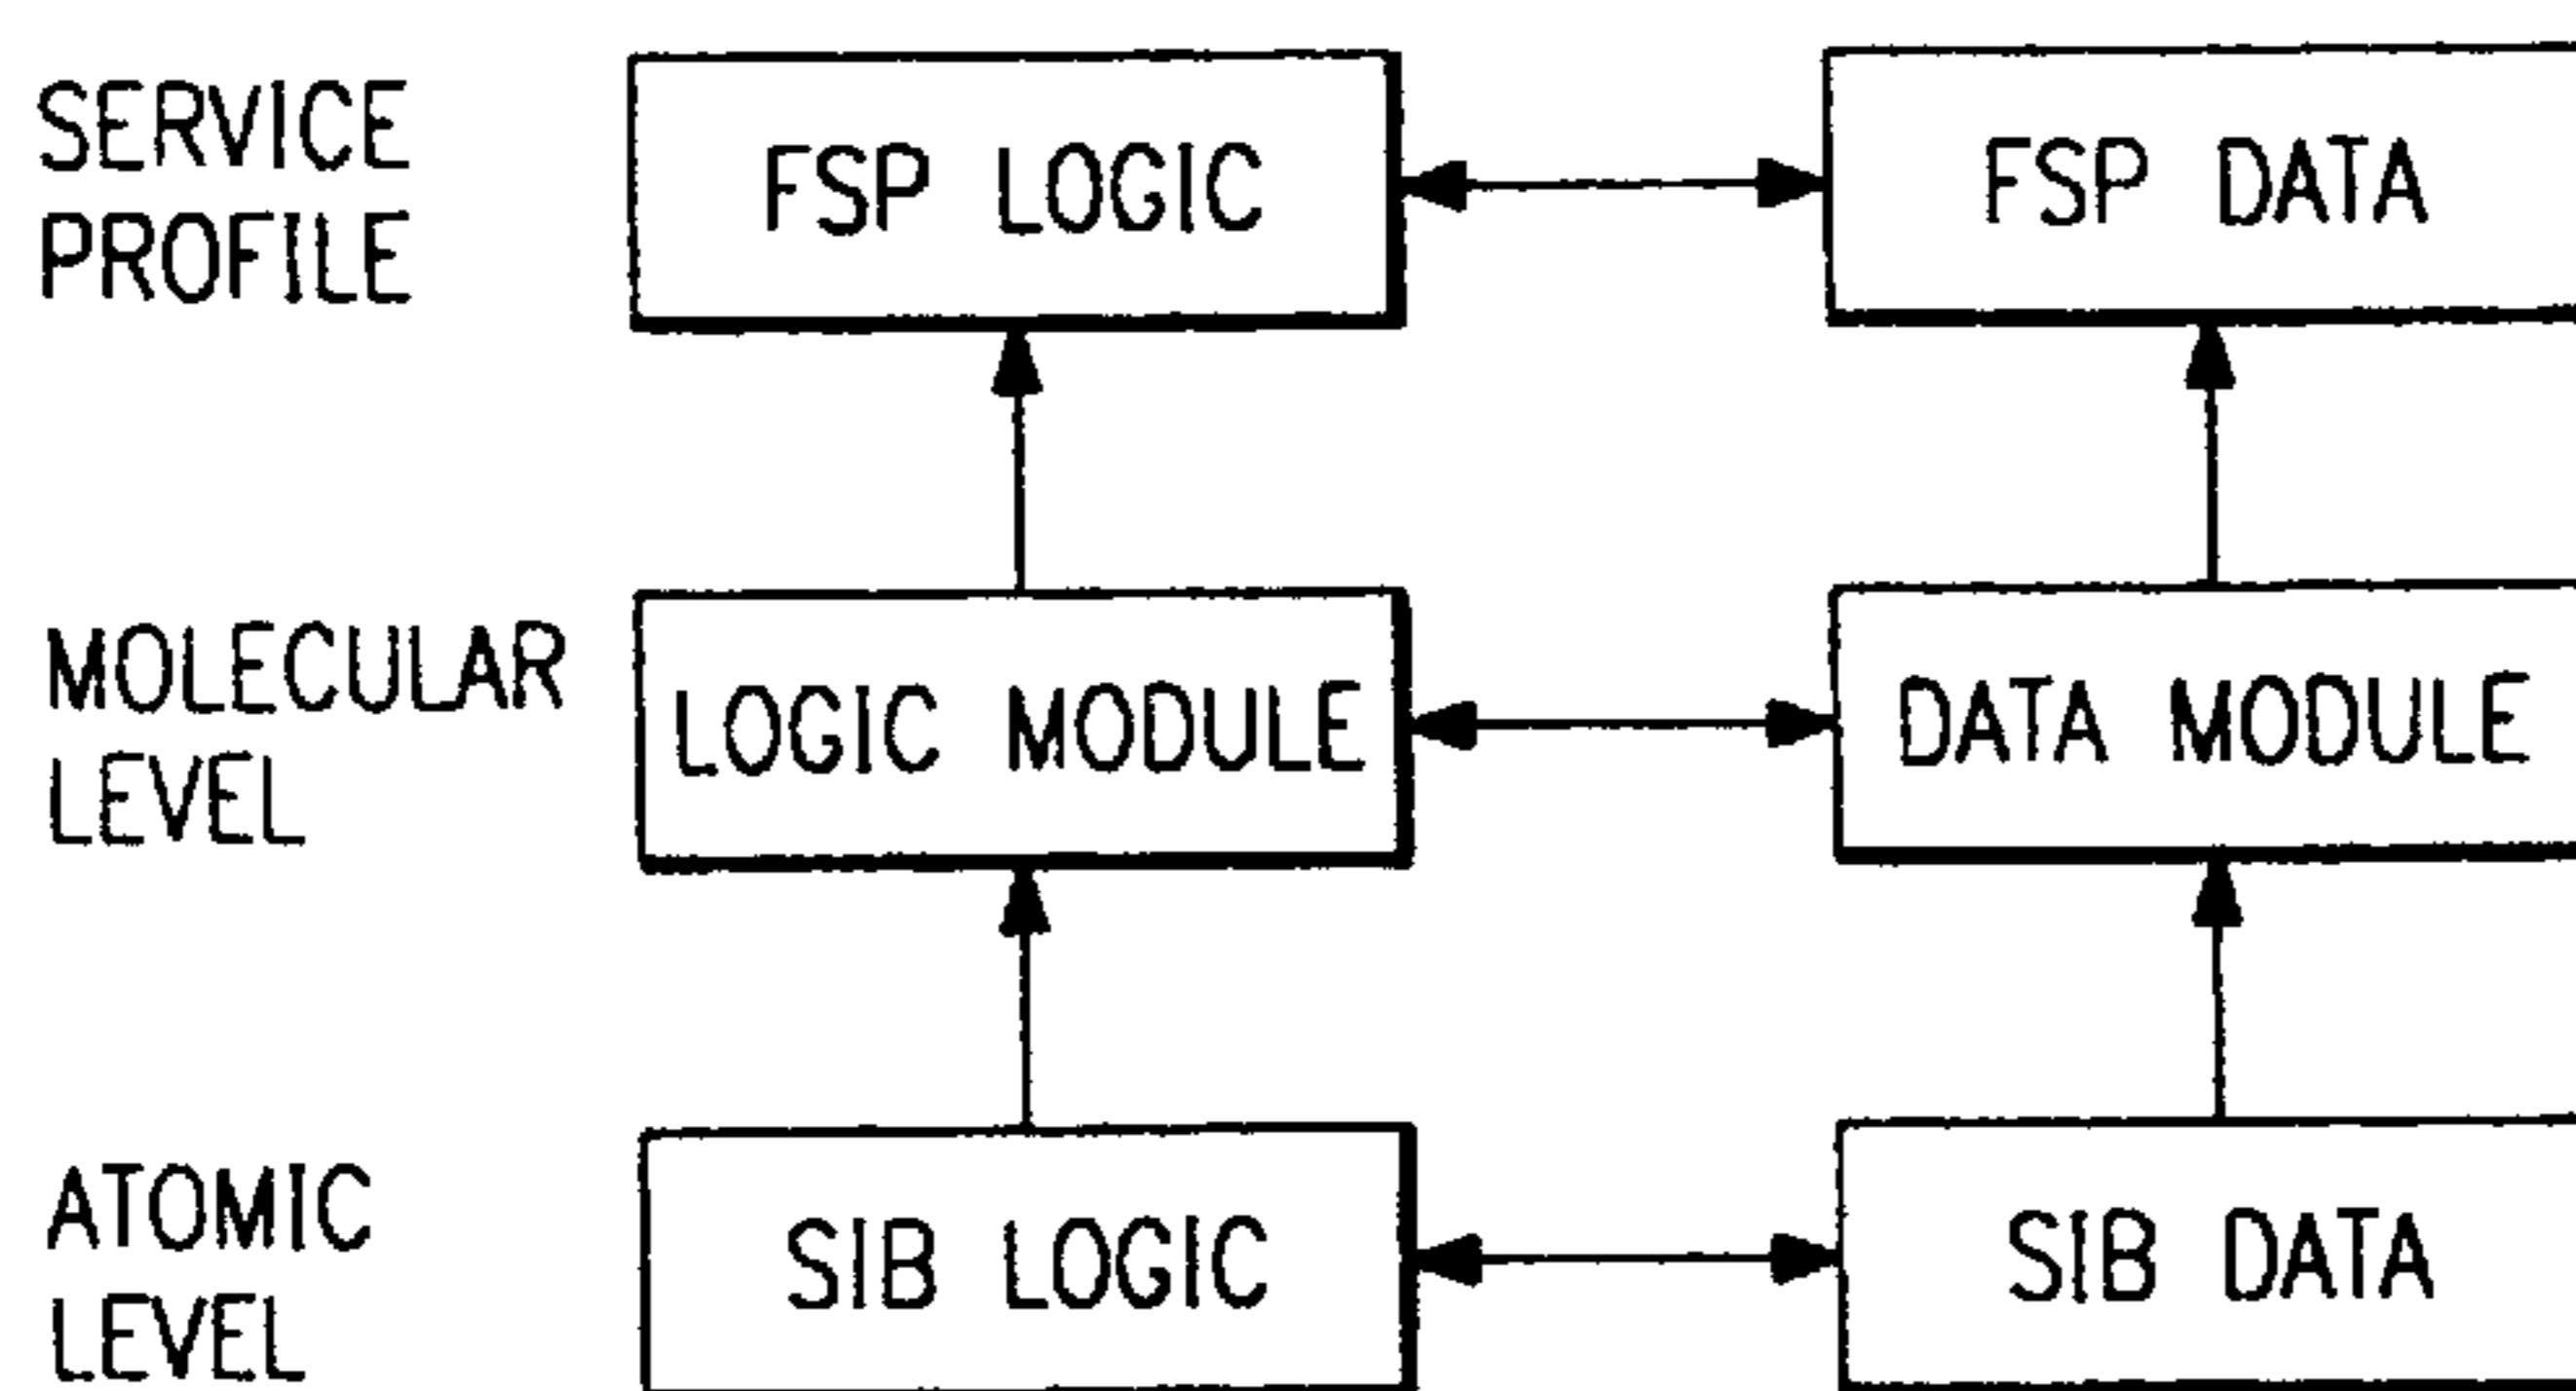 SERVICE
PROFILE
FSP LOGIC
FSP DATA
MOLECULAR
LEVEL
LOGIC MODULE
DATA MODULE
ATOMIC
LEVEL
SIB LOGIC
SIB DATA